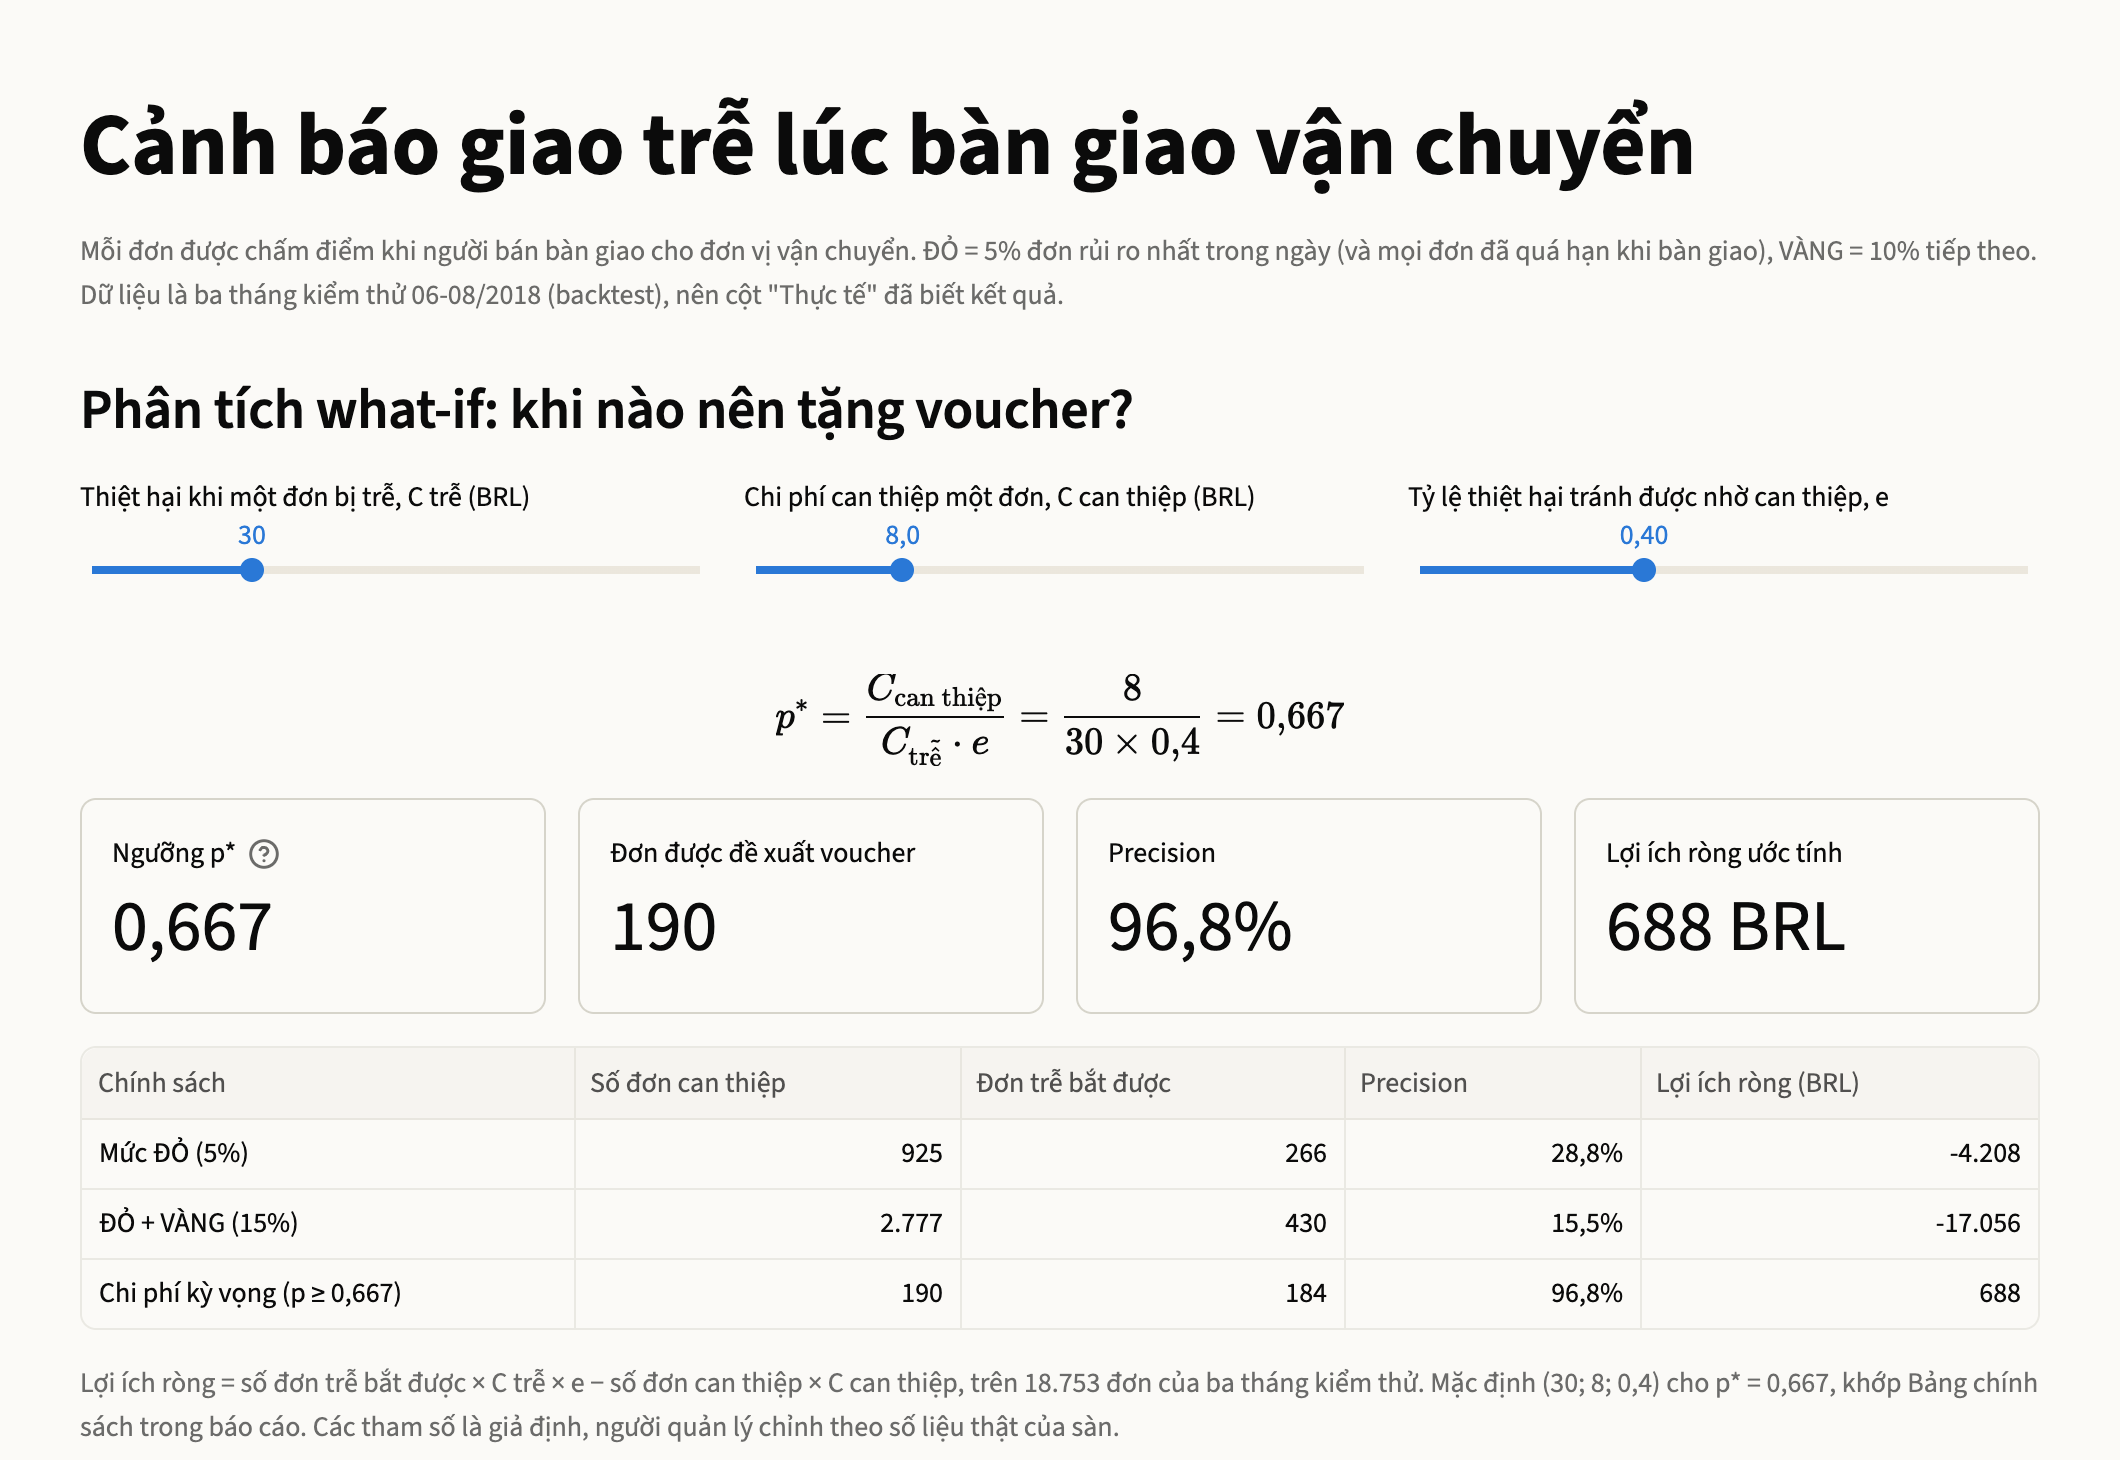 Cảnh báo giao trễ lúc bàn giao vận chuyển
Mỗi đơn được chấm điểm khi người bán bàn giao cho đơn vị vận chuyển. ĐỎ = 5% đơn rủi ro nhất trong ngày (và mọi đơn đã quá hạn khi bàn giao), VÀNG = 10% tiếp theo.
Dữ liệu là ba tháng kiểm thử 06-08/2018 (backtest), nên cột "Thực tế" đã biết kết quả.
Phân tích what-if: khi nào nên tặng voucher?
Thiệt hại khi một đơn bị trễ, C trễ (BRL)
30
Chi phí can thiệp một đơn, C can thiệp (BRL)
8,0
Tỷ lệ thiệt hại tránh được nhờ can thiệp, e
0,40
p* = C can thiệp / C trễ · e = 8 / 30 × 0,4 = 0,667
Ngưỡng p* ?
0,667
Đơn được đề xuất voucher
190
Precision
96,8%
Lợi ích ròng ước tính
688 BRL
Chính sách Số đơn can thiệp Đơn trễ bắt được Precision Lợi ích ròng (BRL)
Mức ĐỎ (5%) 925 266 28,8% -4.208
ĐỎ + VÀNG (15%) 2.777 430 15,5% -17.056
Chi phí kỳ vọng (p ≥ 0,667) 190 184 96,8% 688
Lợi ích ròng = số đơn trễ bắt được × C trễ × e − số đơn can thiệp × C can thiệp, trên 18.753 đơn của ba tháng kiểm thử. Mặc định (30; 8; 0,4) cho p* = 0,667, khớp Bảng chính
sách trong báo cáo. Các tham số là giả định, người quản lý chỉnh theo số liệu thật của sàn.